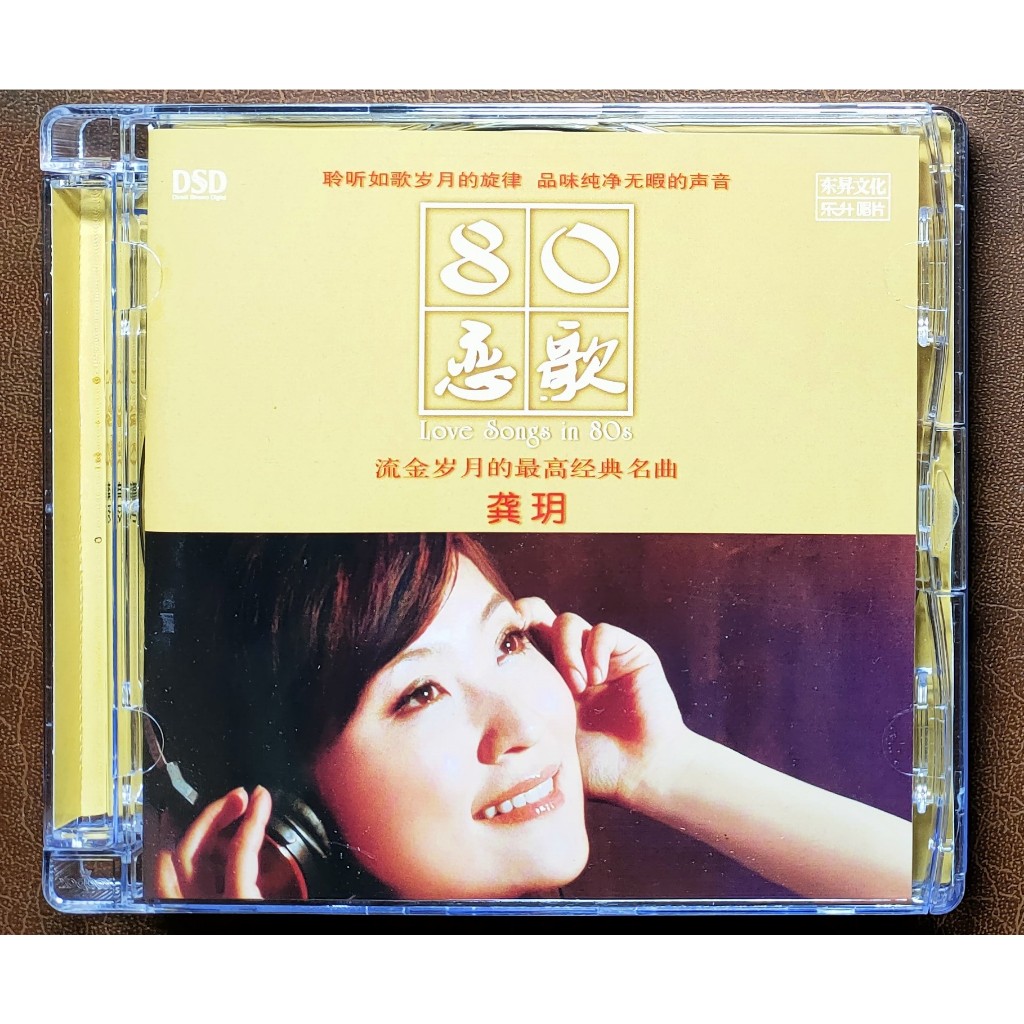 聆听如歌岁月的旋律 品味纯净无暇的声音
DSD
东昇文化
东升唱片
80
恋歌
Love Songs in 80s
流金岁月的最高经典名曲
龚玥